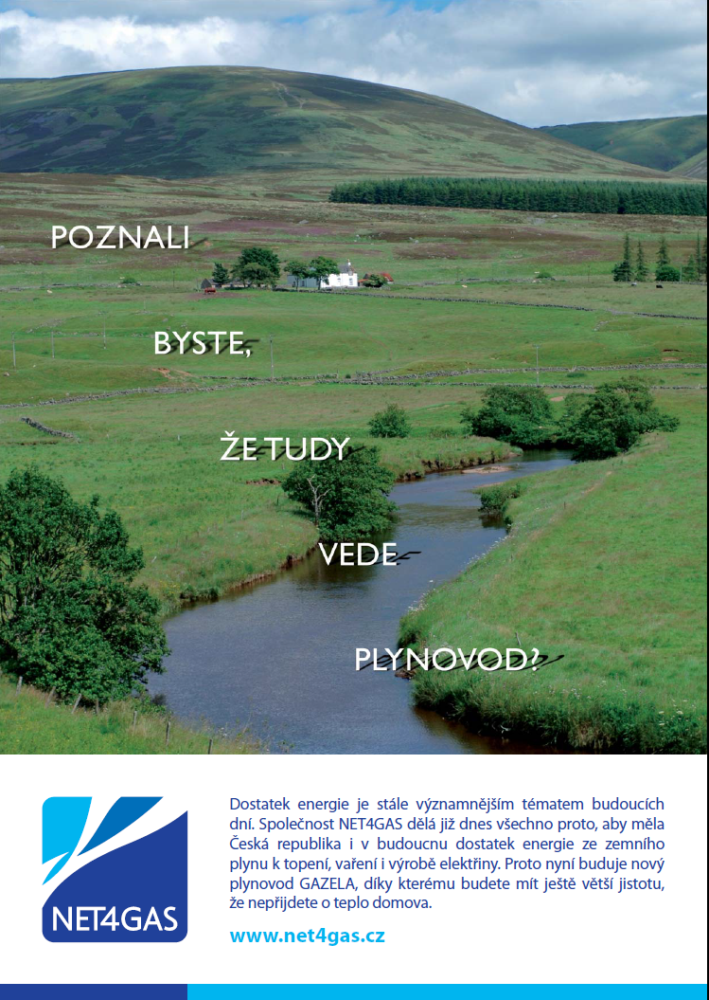 POZNALI
BYSTE,
ŽE TUDY
VEDE
PLYNOVOD?
Dostatek energie je stále významnějším tématem budoucích
dní. Společnost NET4GAS dělá již dnes všechno proto, aby měla
Česká republika i v budoucnu dostatek energie ze zemního
plynu k topení, vaření i výrobě elektřiny. Proto nyní buduje nový
plynovod GAZELA, díky kterému budete mít ještě větší jistotu,
že nepřijdete o teplo domova.
www.net4gas.cz
NET4GAS